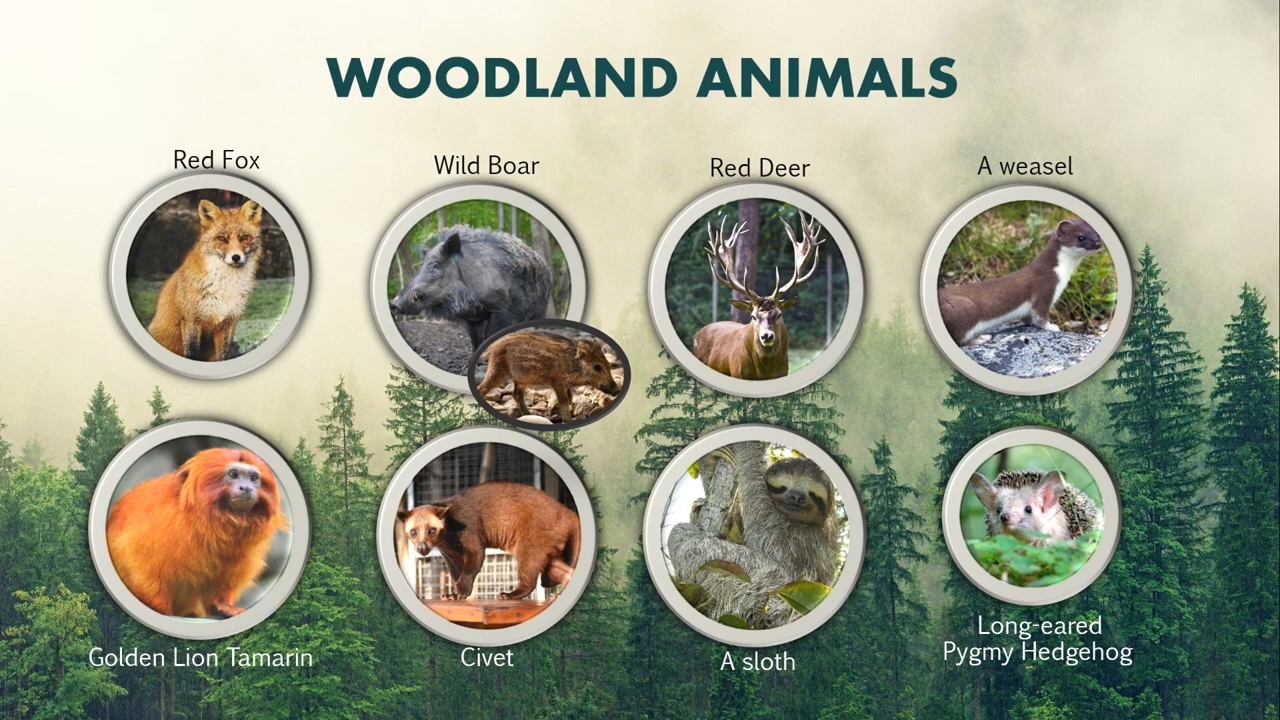 WOODLAND ANIMALS
Red Fox
Wild Boar
Red Deer
A weasel
Golden Lion Tamarin
Civet
A sloth
Long-eared
Pygmy Hedgehog